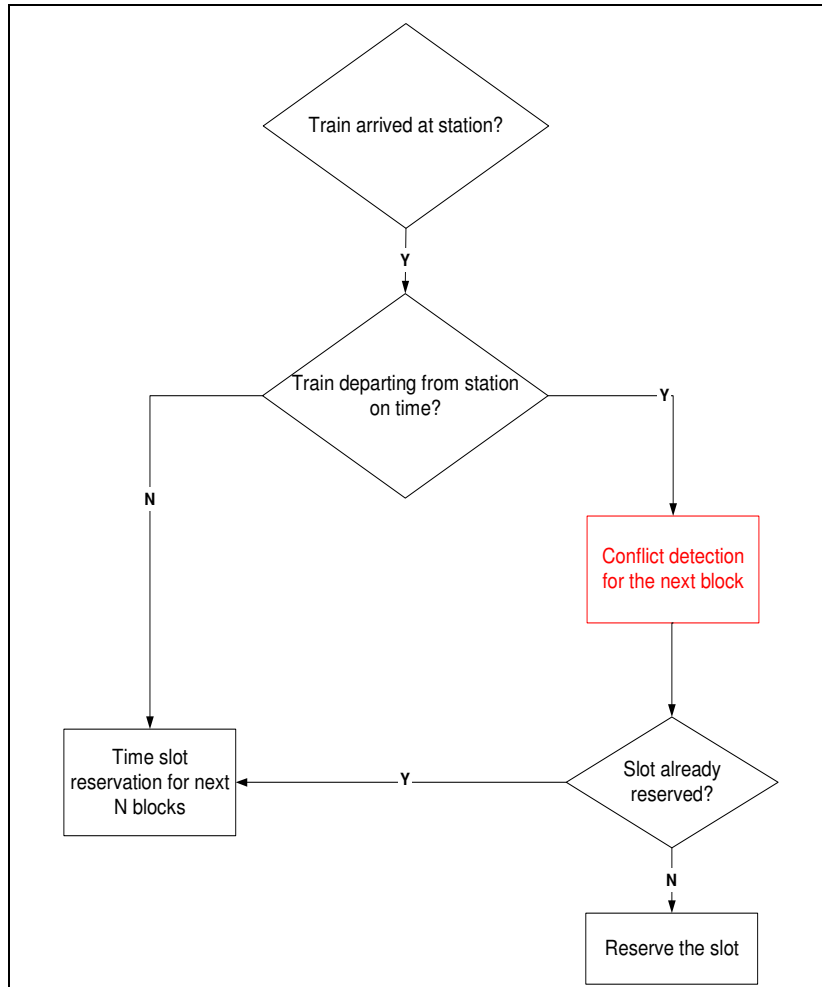 Train arrived at station?
Y
Train departing from station
on time?
Y
N
Conflict detection
for the next block
Time slot
reservation for next
N blocks
Y
Slot already
reserved?
N
Reserve the slot